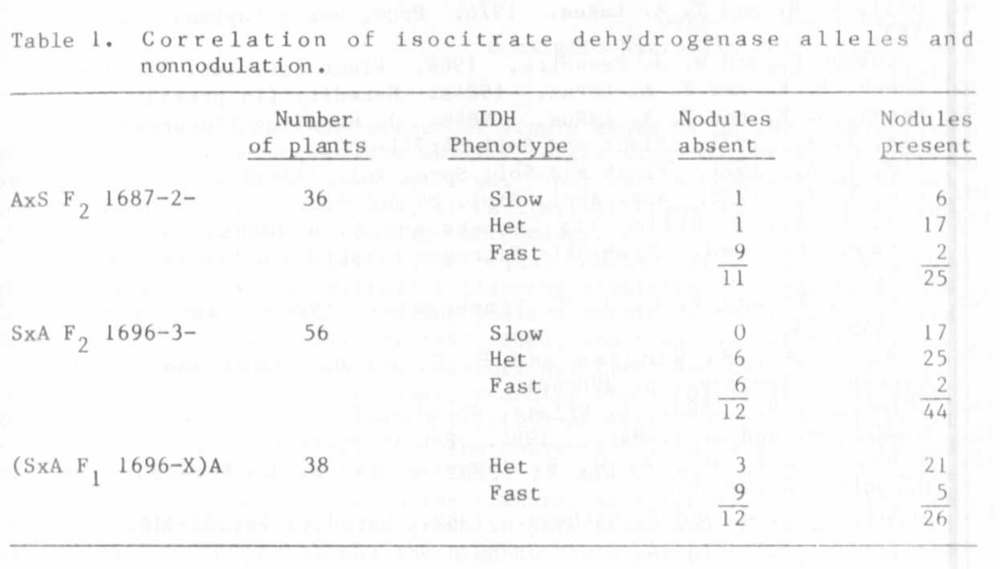 Table 1. Correlation of isocitrate dehydrogenase alleles and
nonnodulation.
Number IDH Nodules Nodules
of plants Phenotype absent present
AxS F2 1687-2- 36 Slow 1 6
Het 1 17
Fast 9 2
11 25
SxA F2 1696-3- 56 Slow 0 17
Het 6 25
Fast 6 2
12 44
(SxA F1 1696-X)A 38 Het 3 21
Fast 9 5
12 26